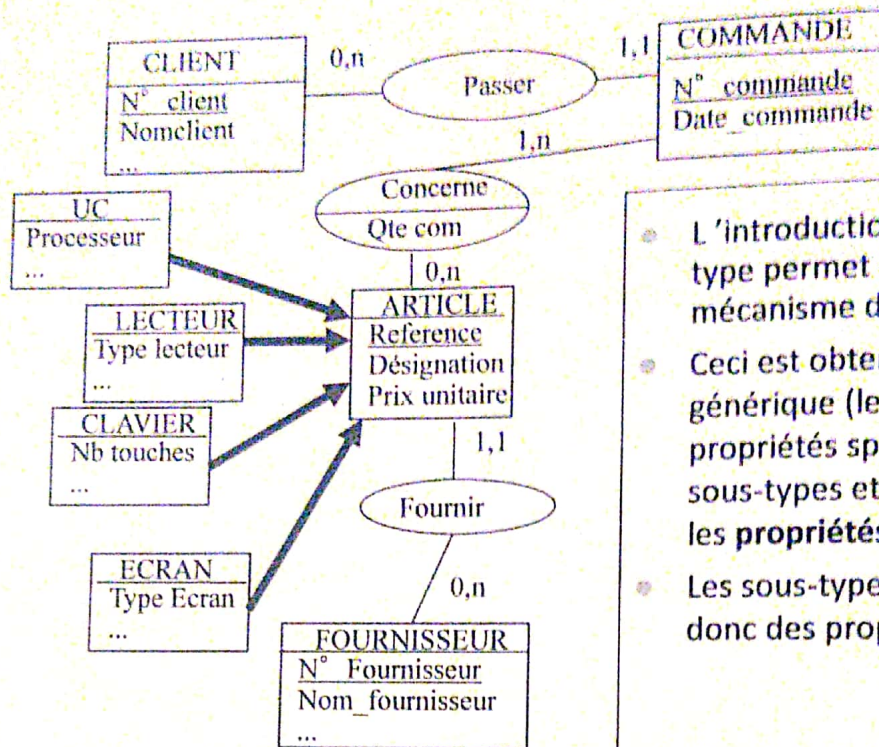 CLIENT
N° client
Nomclient
...
0,n
Passer
1,1
COMMANDE
N° commande
Date_commande
1,n
Concerne
Qte com
0,n
UC
Processeur
...
LECTEUR
Type lecteur
...
CLAVIER
Nb touches
...
ECRAN
Type Ecran
...
ARTICLE
Reference
Désignation
Prix unitaire
1,1
Fournir
0,n
FOURNISSEUR
N° Fournisseur
Nom_fournisseur
...
L'introductio
type permet
mécanisme d
Ceci est obte
générique (le
propriétés sp
sous-types et
les propriétés
Les sous-type
donc des prop